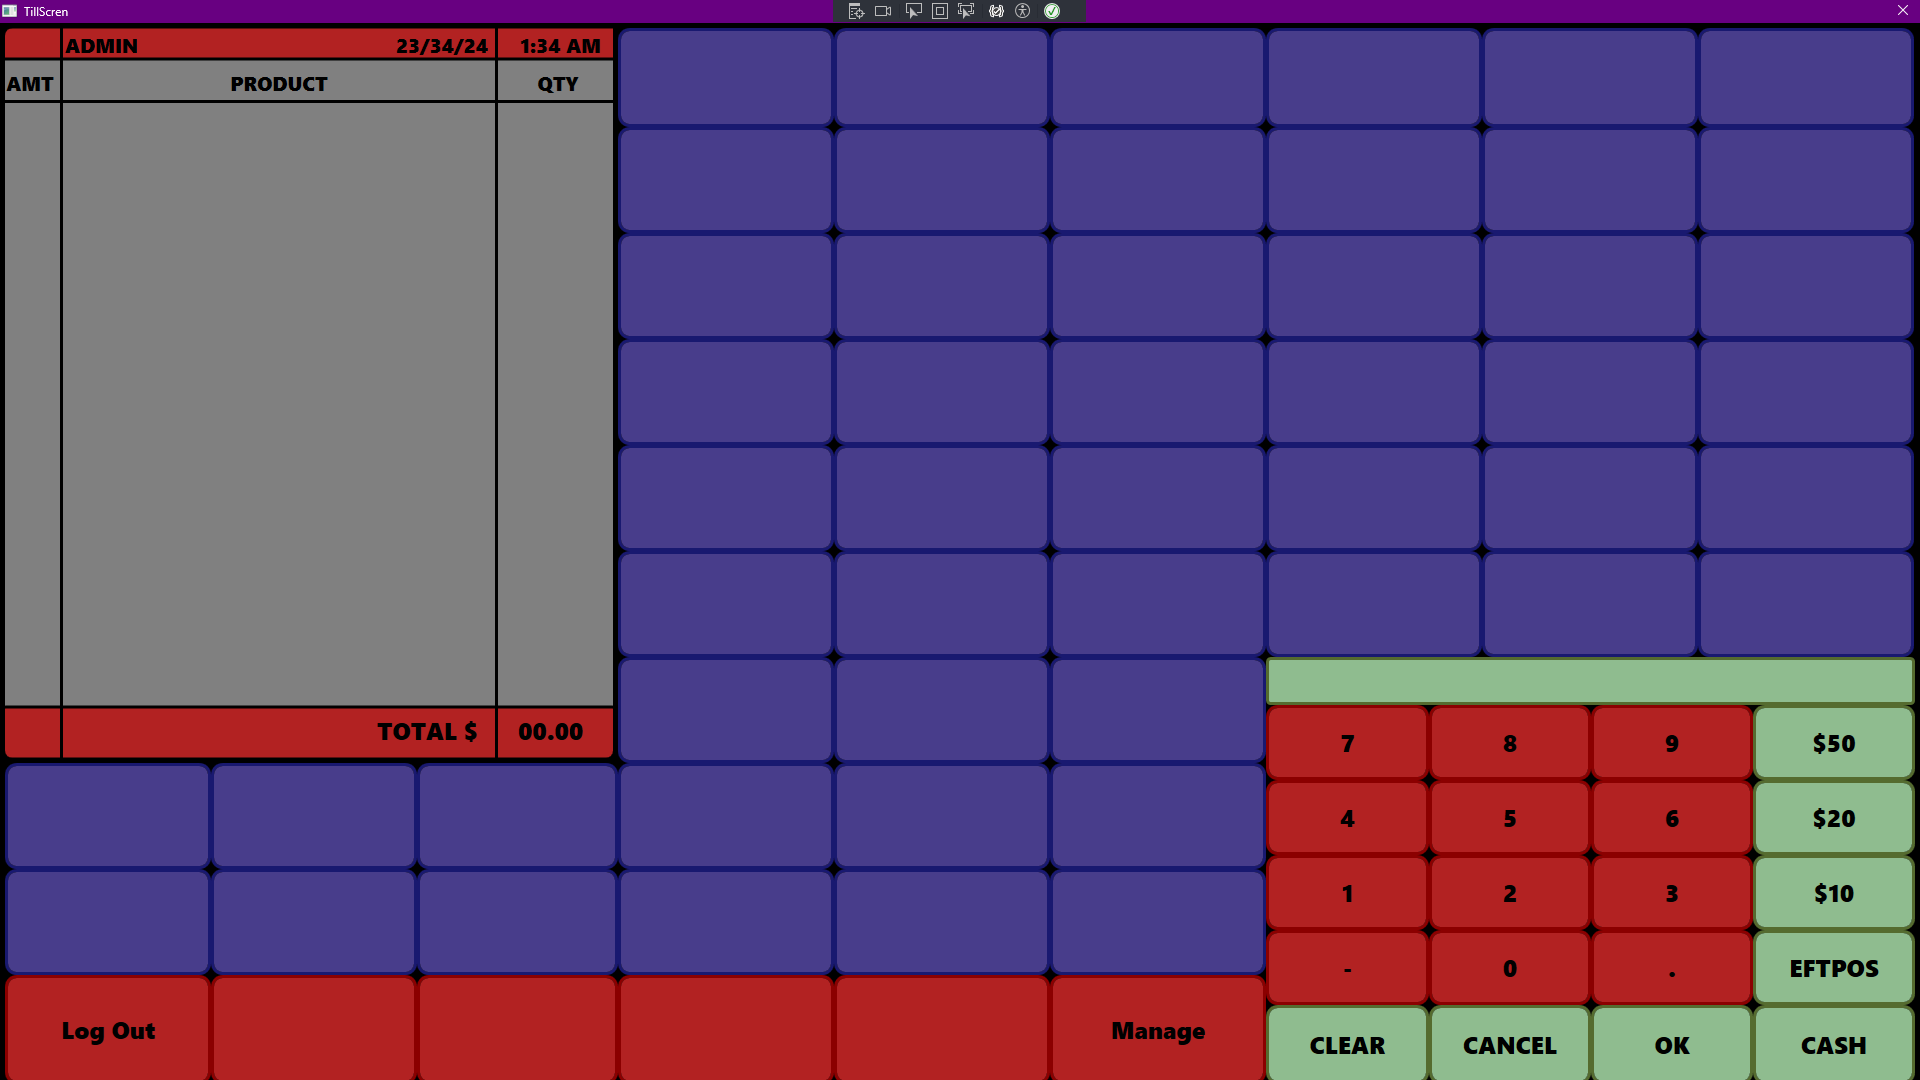 TillScren
ADMIN 23/34/24 1:34 AM
AMT PRODUCT QTY
TOTAL $ 00.00
7 8 9 $50
4 5 6 $20
1 2 3 $10
- 0 . EFTPOS
Log Out Manage
CLEAR CANCEL OK CASH